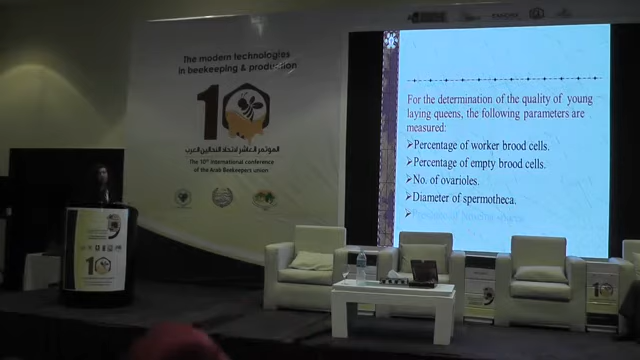 The modern technologies
in beekeeping & production
10
المؤتمر العاشر لاتحاد النحالين العرب
The 10th International conference
of the Arab Beekeepers union
For the determination of the quality of young
laying queens, the following parameters are
measured:
➢Percentage of worker brood cells.
➢Percentage of empty brood cells.
➢No. of ovarioles.
➢Diameter of spermotheca.
10
10